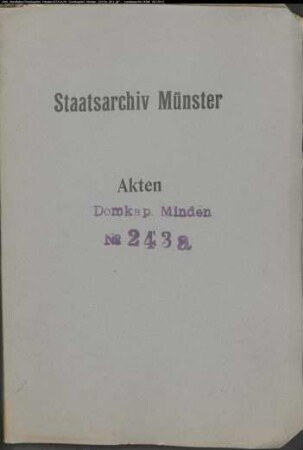 Staatsarchiv Münster
Akten
Domkap. Minden
№ 243a